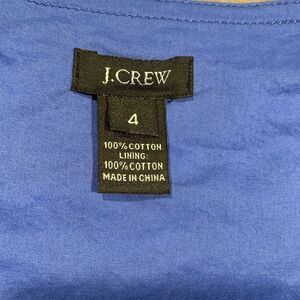 J.CREW
4
100% COTTON
LINING:
100% COTTON
MADE IN CHINA